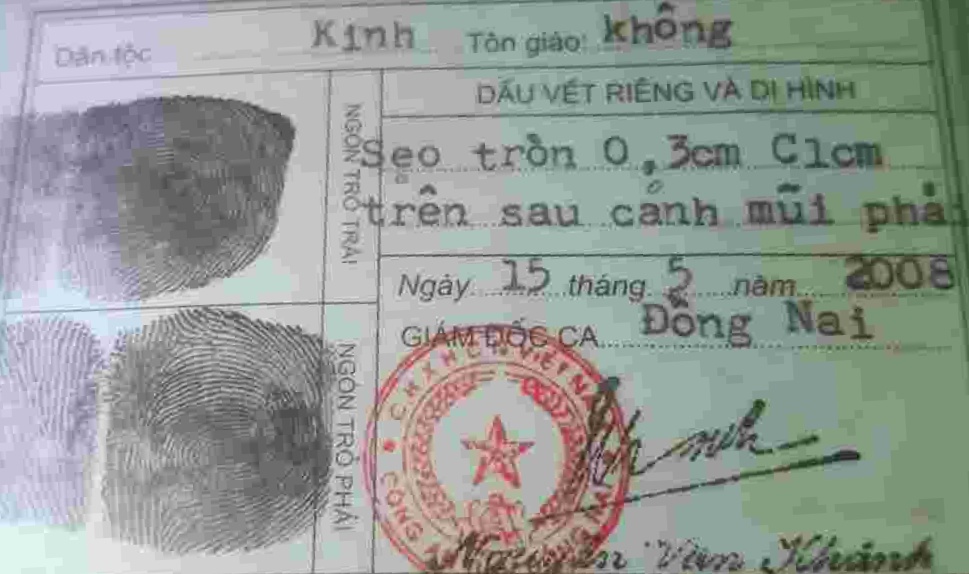 Dân tộc Kinh Tôn giáo: không
DẤU VẾT RIÊNG VÀ DỊ HÌNH
NGÓN TRỎ TRÁI
Sẹo tròn 0,3cm C1cm
trên sau cánh mũi phải
Ngày 15 tháng 5 năm 2008
GIÁM ĐỐC CA Đồng Nai
NGÓN TRỎ PHẢI
C H X H C N VIỆT NAM
CÔNG AN
Nguyễn Văn Khánh